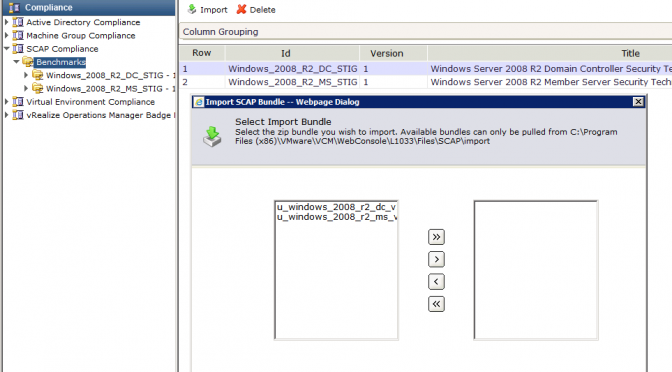 Compliance
Active Directory Compliance
Machine Group Compliance
SCAP Compliance
Benchmarks
Windows_2008_R2_DC_STIG - 1
Windows_2008_R2_MS_STIG - 1
Virtual Environment Compliance
vRealize Operations Manager Badge
Import Delete
Column Grouping
Row Id Version Title
1 Windows_2008_R2_DC_STIG 1 Windows Server 2008 R2 Domain Controller Security Tec
2 Windows_2008_R2_MS_STIG 1 Windows Server 2008 R2 Member Server Security Tech
Import SCAP Bundle -- Webpage Dialog
Select Import Bundle
Select the zip bundle you wish to import. Available bundles can only be pulled from C:\Program
Files (x86)\VMware\VCM\WebConsole\L1033\Files\SCAP\import
u_windows_2008_r2_dc_v
u_windows_2008_r2_ms_v
>>
>
<
<<